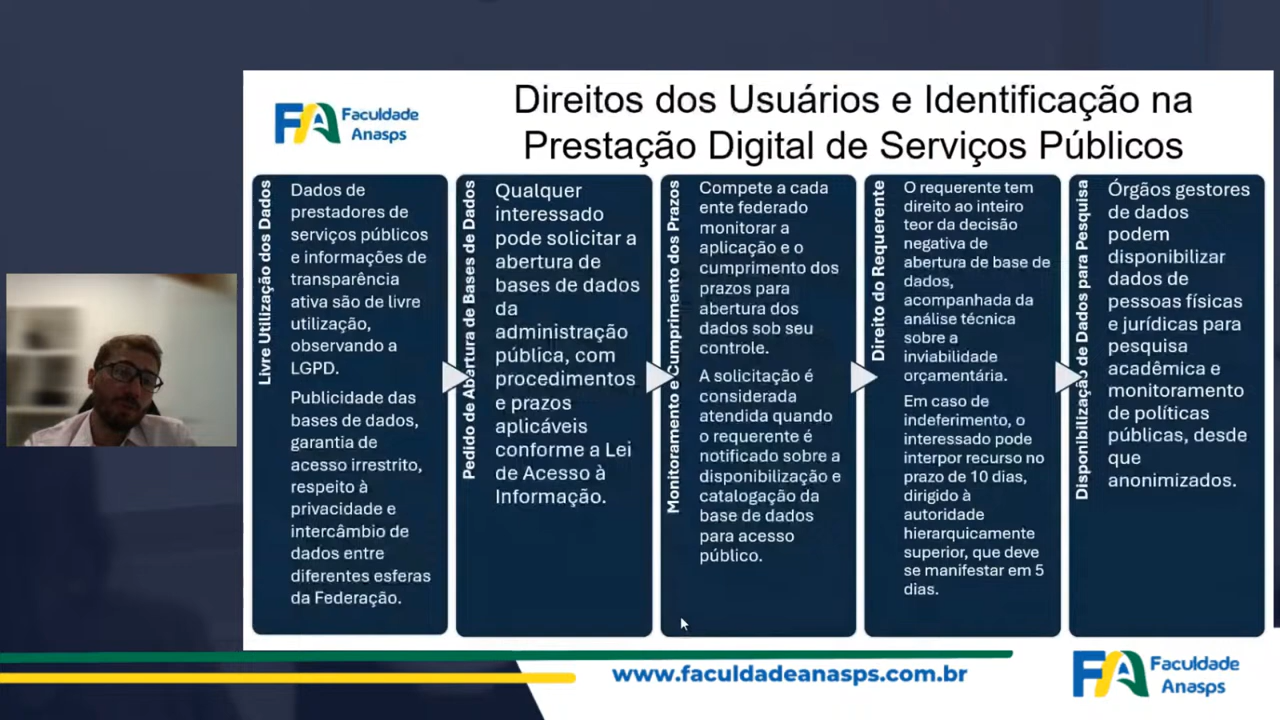 FA Faculdade
Anasps
Direitos dos Usuários e Identificação na
Prestação Digital de Serviços Públicos
Livre Utilização dos Dados
Dados de
prestadores de
serviços públicos
e informações de
transparência
ativa são de livre
utilização,
observando a
LGPD.
Publicidade das
bases de dados,
garantia de
acesso irrestrito,
respeito à
privacidade e
intercâmbio de
dados entre
diferentes esferas
da Federação.
Pedido de Abertura de Bases de Dados
Qualquer
interessado
pode solicitar a
abertura de
bases de dados
da
administração
pública, com
procedimentos
e prazos
aplicáveis
conforme a Lei
de Acesso à
Informação.
Monitoramento e Cumprimento dos Prazos
Compete a cada
ente federado
monitorar a
aplicação e o
cumprimento dos
prazos para
abertura dos
dados sob seu
controle.
A solicitação é
considerada
atendida quando
o requerente é
notificado sobre a
disponibilização e
catalogação da
base de dados
para acesso
público.
Direito do Requerente
O requerente tem
direito ao inteiro
teor da decisão
negativa de
abertura de base de
dados,
acompanhada da
análise técnica
sobre a
inviabilidade
orçamentária.
Em caso de
indeferimento, o
interessado pode
interpor recurso no
prazo de 10 dias,
dirigido à
autoridade
hierarquicamente
superior, que deve
se manifestar em 5
dias.
Disponibilização de Dados para Pesquisa
Órgãos gestores
de dados
podem
disponibilizar
dados de
pessoas físicas
e jurídicas para
pesquisa
acadêmica e
monitoramento
de políticas
públicas, desde
que
anonimizados.
www.faculdadeanasps.com.br
FA Faculdade
Anasps